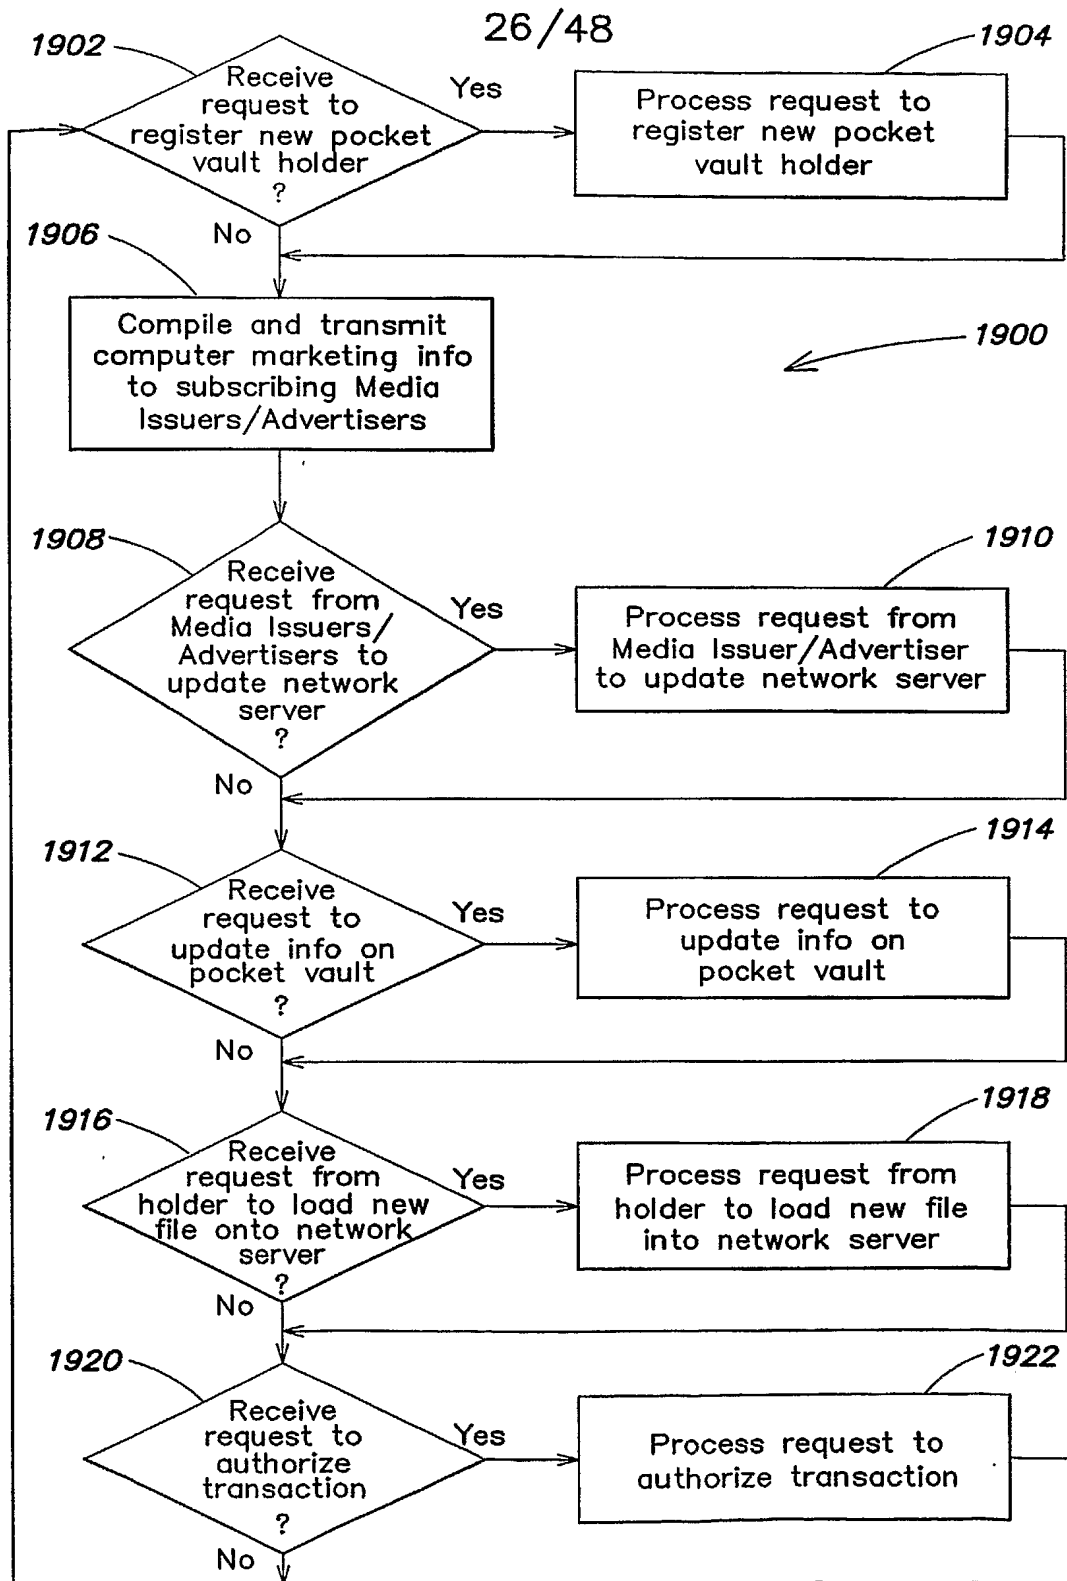 26/48
1902
Receive
request to
register new pocket
vault holder
?
Yes
1904
Process request to
register new pocket
vault holder
No
1906
Compile and transmit
computer marketing info
to subscribing Media
Issuers/Advertisers
1900
1908
Receive
request from
Media Issuers/
Advertisers to
update network
server
?
Yes
1910
Process request from
Media Issuer/Advertiser
to update network server
No
1912
Receive
request to
update info on
pocket vault
?
Yes
1914
Process request to
update info on
pocket vault
No
1916
Receive
request from
holder to load new
file onto network
server
?
Yes
1918
Process request from
holder to load new file
into network server
No
1920
Receive
request to
authorize
transaction
?
Yes
1922
Process request to
authorize transaction
No